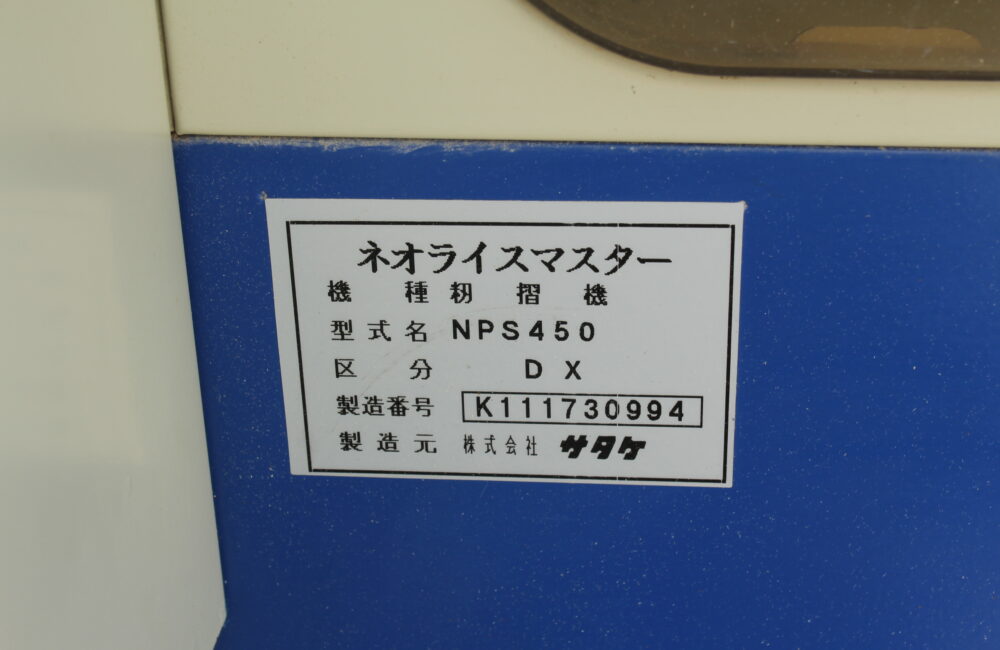 ネオライスマスター
機種 籾摺機
型式名 NPS450
区分 DX
製造番号 K111730994
製造元 株式会社 サタケ